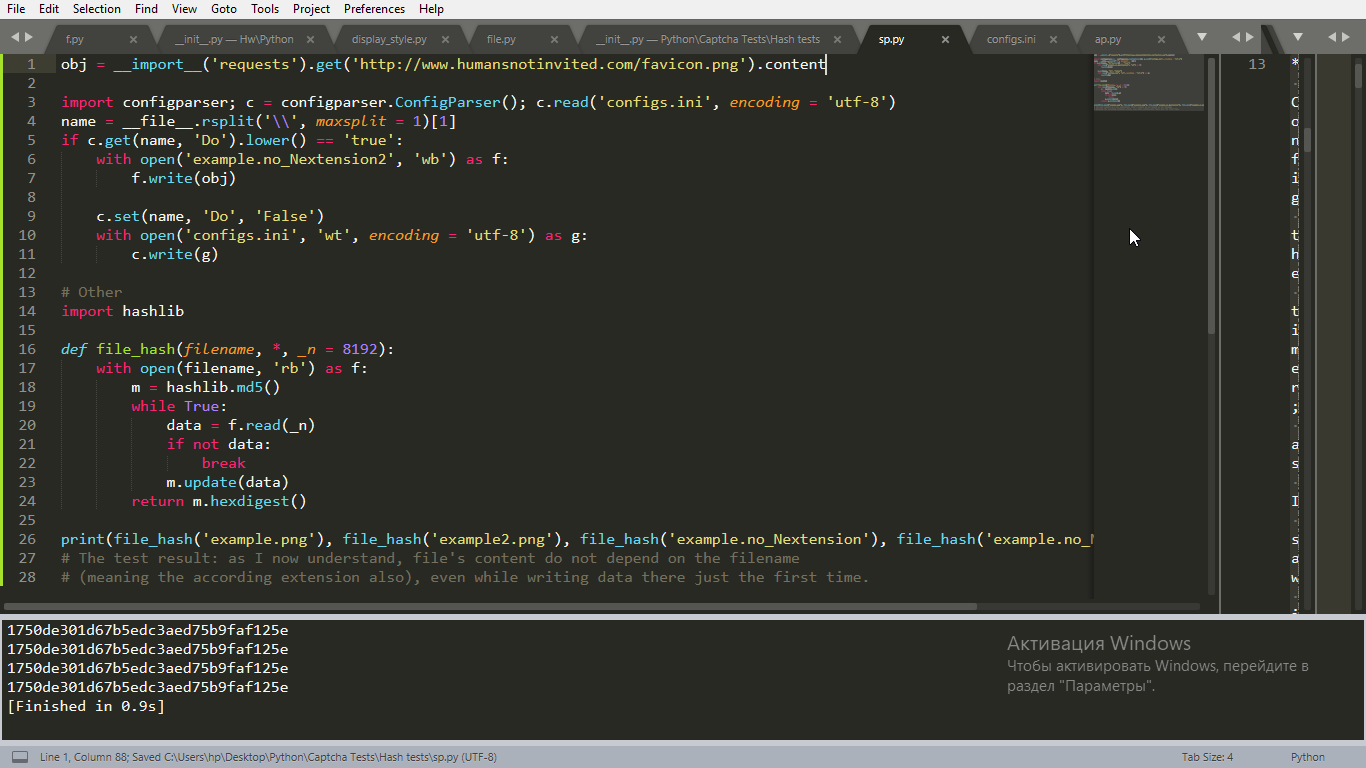 File Edit Selection Find View Goto Tools Project Preferences Help
f.py × __init__.py — Hw\Python × display_style.py × file.py × __init__.py — Python\Captcha Tests\Hash tests × sp.py × configs.ini × ap.py ×
1 obj = __import__('requests').get('http://www.humansnotinvited.com/favicon.png').content
2
3 import configparser; c = configparser.ConfigParser(); c.read('configs.ini', encoding = 'utf-8')
4 name = __file__.rsplit('\\', maxsplit = 1)[1]
5 if c.get(name, 'Do').lower() == 'true':
6 with open('example.no_Nextension2', 'wb') as f:
7 f.write(obj)
8
9 c.set(name, 'Do', 'False')
10 with open('configs.ini', 'wt', encoding = 'utf-8') as g:
11 c.write(g)
12
13 # Other
14 import hashlib
15
16 def file_hash(filename, *, _n = 8192):
17 with open(filename, 'rb') as f:
18 m = hashlib.md5()
19 while True:
20 data = f.read(_n)
21 if not data:
22 break
23 m.update(data)
24 return m.hexdigest()
25
26 print(file_hash('example.png'), file_hash('example2.png'), file_hash('example.no_Nextension'), file_hash('example.no_N
27 # The test result: as I now understand, file's content do not depend on the filename
28 # (meaning the according extension also), even while writing data there just the first time.
13 *
C
o
n
f
i
g
t
h
e
t
i
m
e
r
;
a
s
I
s
a
w
1750de301d67b5edc3aed75b9faf125e
1750de301d67b5edc3aed75b9faf125e
1750de301d67b5edc3aed75b9faf125e
1750de301d67b5edc3aed75b9faf125e
[Finished in 0.9s]
Активация Windows
Чтобы активировать Windows, перейдите в
раздел "Параметры".
Line 1, Column 88; Saved C:\Users\hp\Desktop\Python\Captcha Tests\Hash tests\sp.py (UTF-8) Tab Size: 4 Python